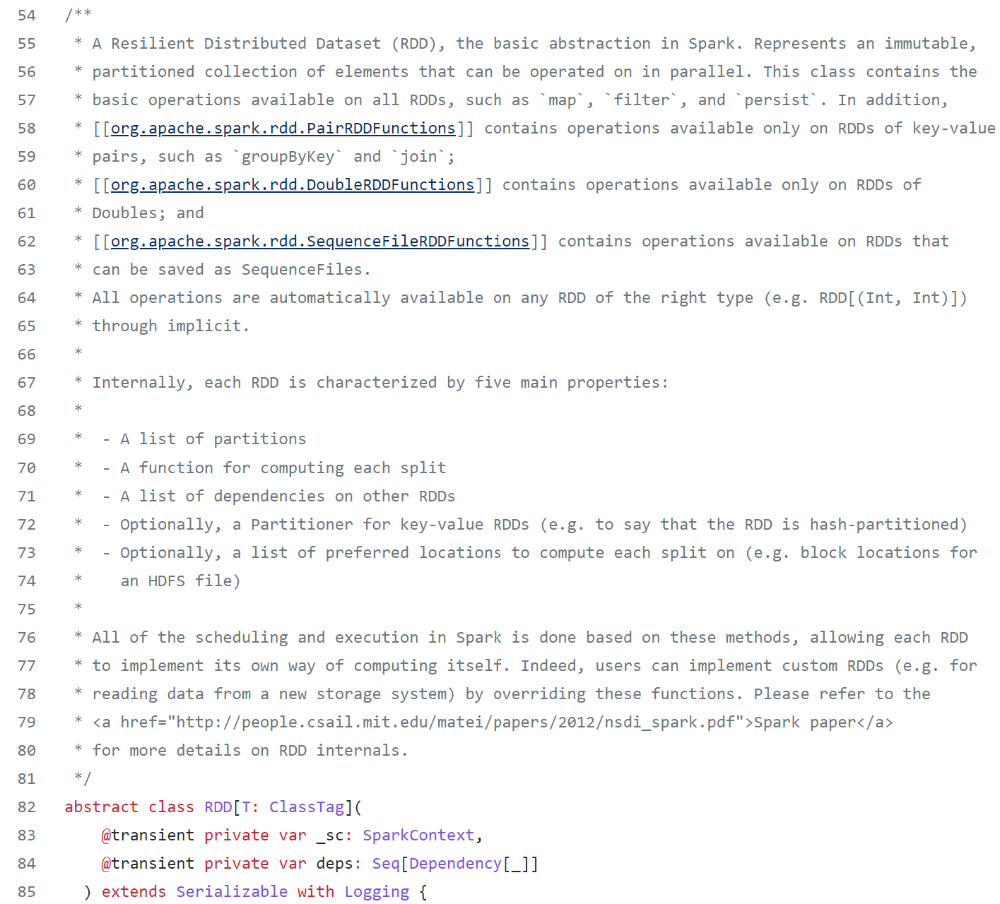 54 /**
55 * A Resilient Distributed Dataset (RDD), the basic abstraction in Spark. Represents an immutable,
56 * partitioned collection of elements that can be operated on in parallel. This class contains the
57 * basic operations available on all RDDs, such as `map`, `filter`, and `persist`. In addition,
58 * [[org.apache.spark.rdd.PairRDDFunctions]] contains operations available only on RDDs of key-value
59 * pairs, such as `groupByKey` and `join`;
60 * [[org.apache.spark.rdd.DoubleRDDFunctions]] contains operations available only on RDDs of
61 * Doubles; and
62 * [[org.apache.spark.rdd.SequenceFileRDDFunctions]] contains operations available on RDDs that
63 * can be saved as SequenceFiles.
64 * All operations are automatically available on any RDD of the right type (e.g. RDD[(Int, Int)])
65 * through implicit.
66 *
67 * Internally, each RDD is characterized by five main properties:
68 *
69 *  - A list of partitions
70 *  - A function for computing each split
71 *  - A list of dependencies on other RDDs
72 *  - Optionally, a Partitioner for key-value RDDs (e.g. to say that the RDD is hash-partitioned)
73 *  - Optionally, a list of preferred locations to compute each split on (e.g. block locations for
74 *    an HDFS file)
75 *
76 * All of the scheduling and execution in Spark is done based on these methods, allowing each RDD
77 * to implement its own way of computing itself. Indeed, users can implement custom RDDs (e.g. for
78 * reading data from a new storage system) by overriding these functions. Please refer to the
79 * <a href="http://people.csail.mit.edu/matei/papers/2012/nsdi_spark.pdf">Spark paper</a>
80 * for more details on RDD internals.
81 */
82 abstract class RDD[T: ClassTag](
83     @transient private var _sc: SparkContext,
84     @transient private var deps: Seq[Dependency[_]]
85   ) extends Serializable with Logging {